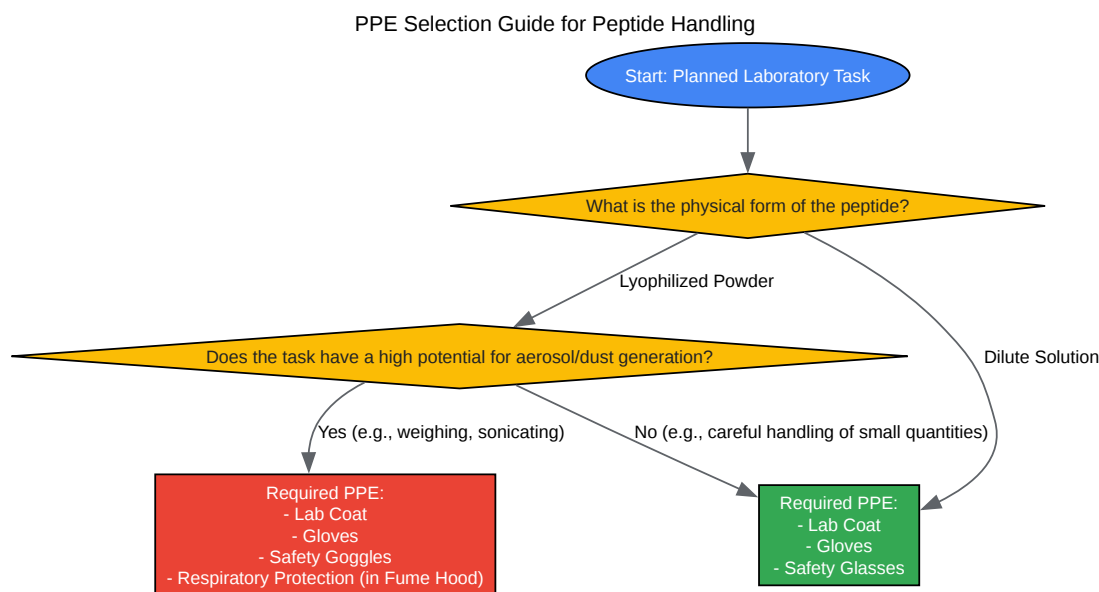 PPE Selection Guide for Peptide Handling
Start: Planned Laboratory Task
What is the physical form of the peptide?
Lyophilized Powder
Does the task have a high potential for aerosol/dust generation?
Dilute Solution
Yes (e.g., weighing, sonicating)
No (e.g., careful handling of small quantities)
Required PPE:
- Lab Coat
- Gloves
- Safety Goggles
- Respiratory Protection (in Fume Hood)
Required PPE:
- Lab Coat
- Gloves
- Safety Glasses